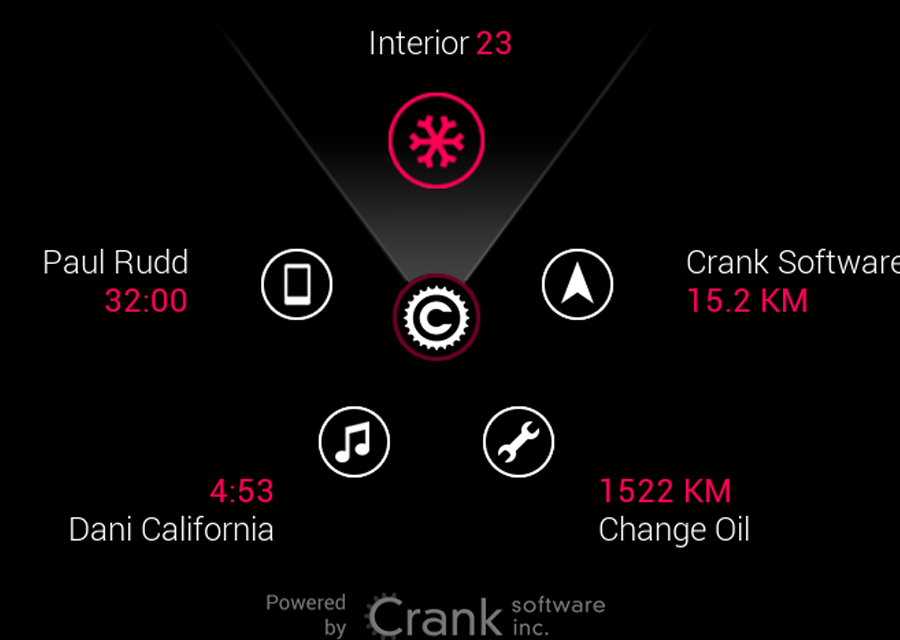 Interior 23
Paul Rudd
32:00
Crank Software
15.2 KM
4:53
Dani California
1522 KM
Change Oil
Powered
by
Crank software
inc.